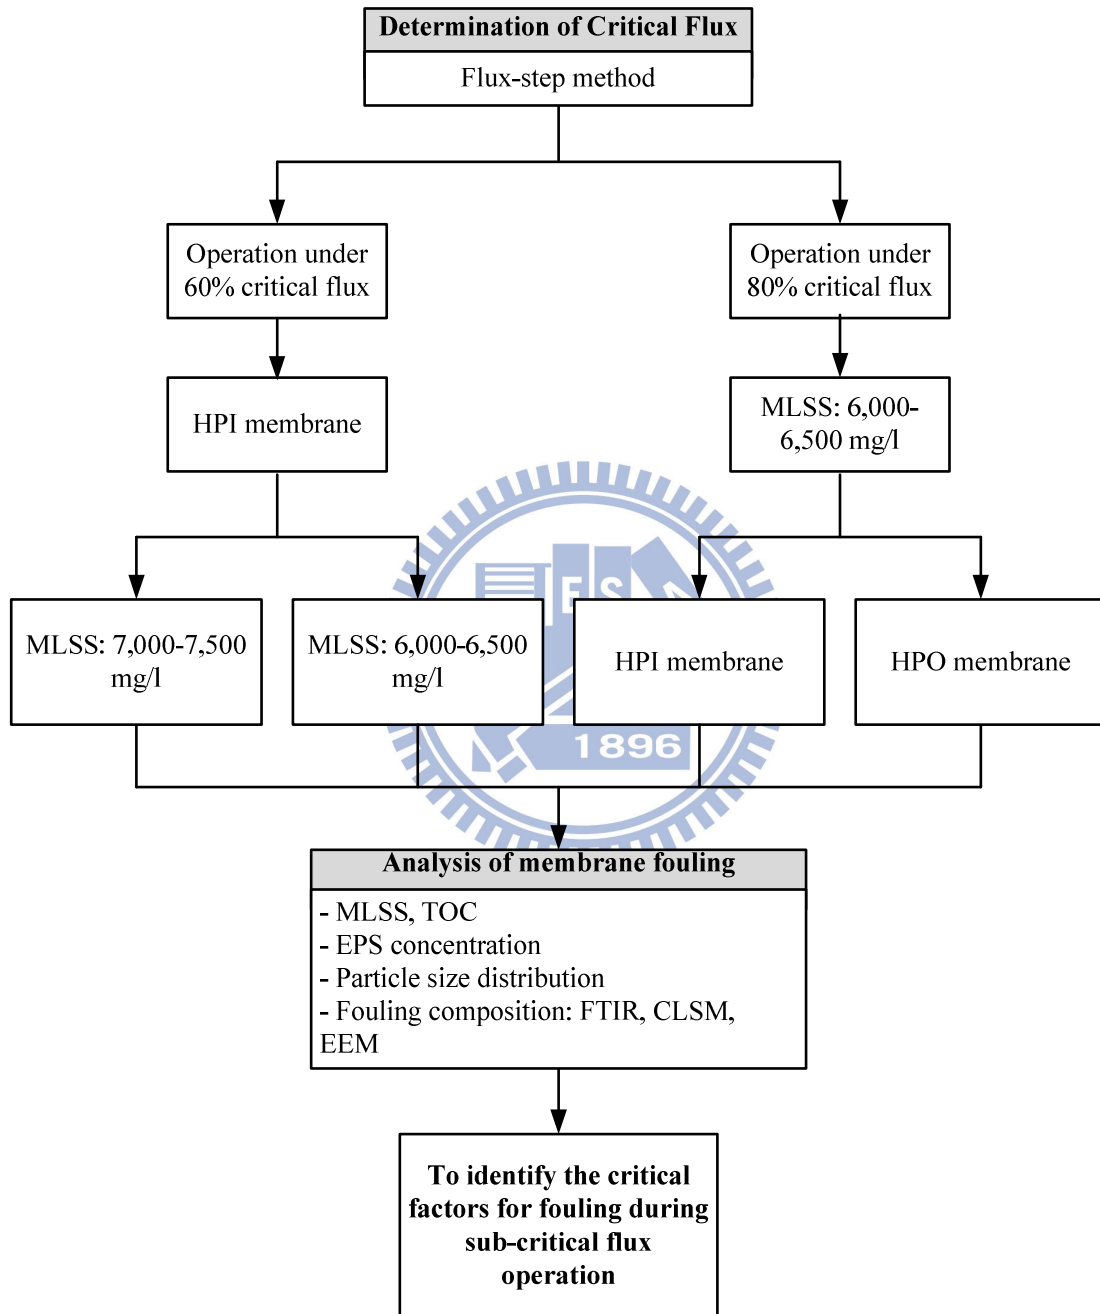 Determination of Critical Flux
Flux-step method
Operation under
60% critical flux
Operation under
80% critical flux
HPI membrane
MLSS: 6,000-
6,500 mg/l
MLSS: 7,000-7,500
mg/l
MLSS: 6,000-6,500
mg/l
HPI membrane
HPO membrane
E S
1896
Analysis of membrane fouling
- MLSS, TOC
- EPS concentration
- Particle size distribution
- Fouling composition: FTIR, CLSM,
EEM
To identify the critical
factors for fouling during
sub-critical flux
operation